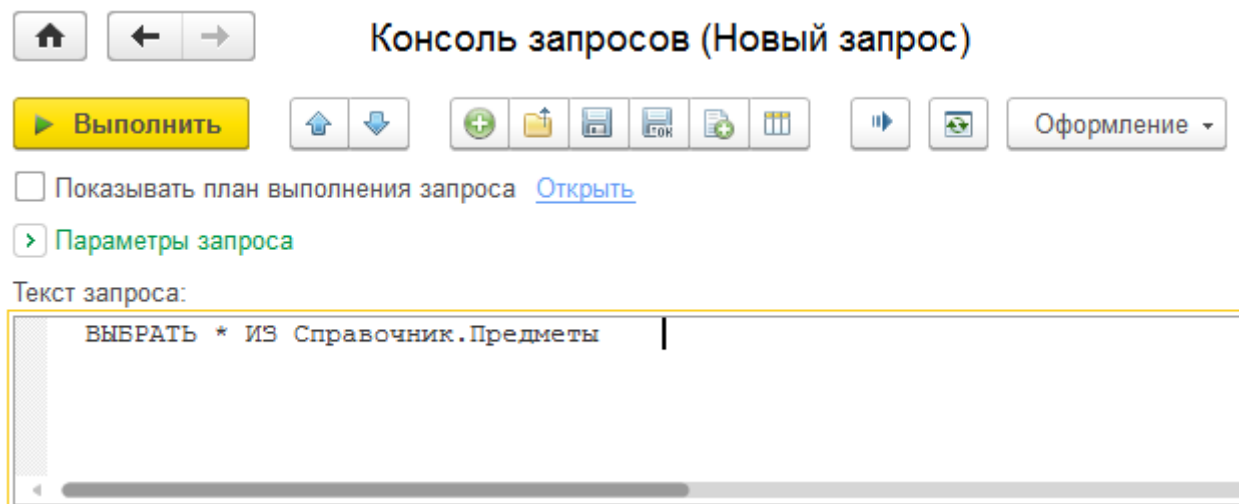 Консоль запросов (Новый запрос)
Выполнить
Оформление
Показывать план выполнения запроса Открыть
Параметры запроса
Текст запроса:
ВЫБРАТЬ * ИЗ Справочник.Предметы